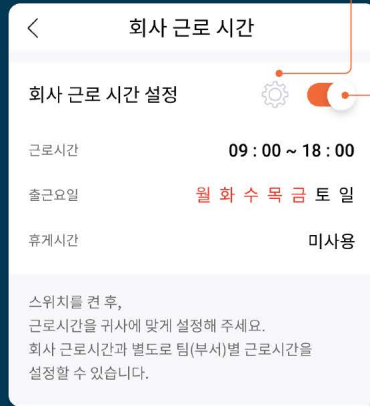 회사 근로 시간
회사 근로 시간 설정
근로시간 09 : 00 ~ 18 : 00
출근요일 월 화 수 목 금 토 일
휴게시간 미사용
스위치를 켠 후,
근로시간을 귀사에 맞게 설정해 주세요.
회사 근로시간과 별도로 팀(부서)별 근로시간을
설정할 수 있습니다.